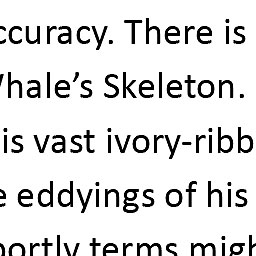 ccuracy. There is
Whale’s Skeleton.
is vast ivory-ribb
e eddyings of his
portly terms migh